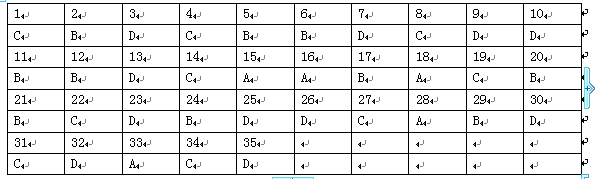 1 2 3 4 5 6 7 8 9 10
C B D C B B D C D D
11 12 13 14 15 16 17 18 19 20
B B D C A A B A C B
21 22 23 24 25 26 27 28 29 30
B C D B D D C A B D
31 32 33 34 35
C D A C D